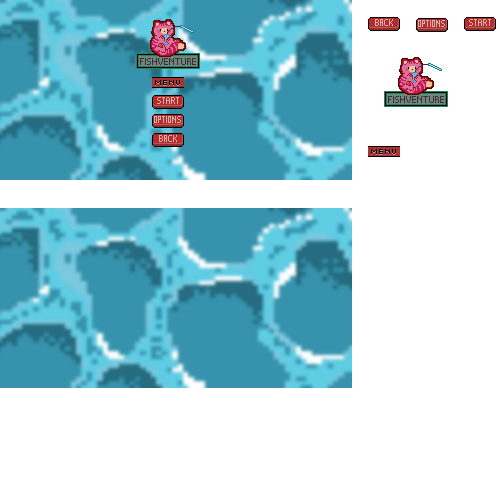 FISHVENTURE
MENU
START
OPTIONS
BACK
BACK OPTIONS START
FISHVENTURE
MENU